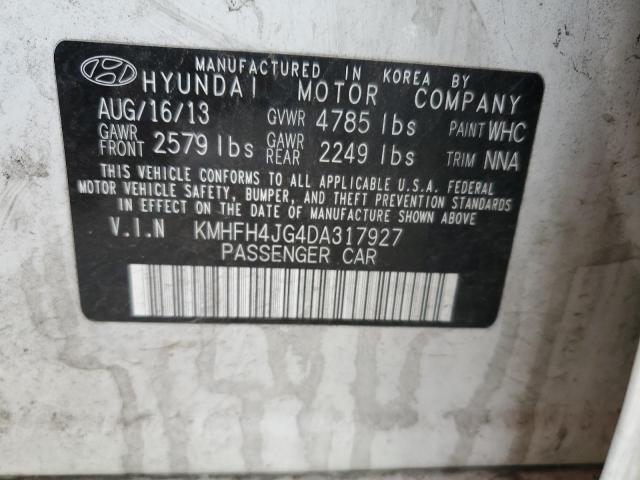 MANUFACTURED IN KOREA BY
HYUNDAI MOTOR COMPANY
AUG/16/13 GVWR 4785 lbs PAINT WHC
GAWR FRONT 2579 lbs GAWR REAR 2249 lbs TRIM NNA
THIS VEHICLE CONFORMS TO ALL APPLICABLE U.S.A. FEDERAL
MOTOR VEHICLE SAFETY, BUMPER, AND THEFT PREVENTION STANDARDS
IN EFFECT ON THE DATE OF MANUFACTURE SHOWN ABOVE.
V.I.N KMHFH4JG4DA317927
PASSENGER CAR